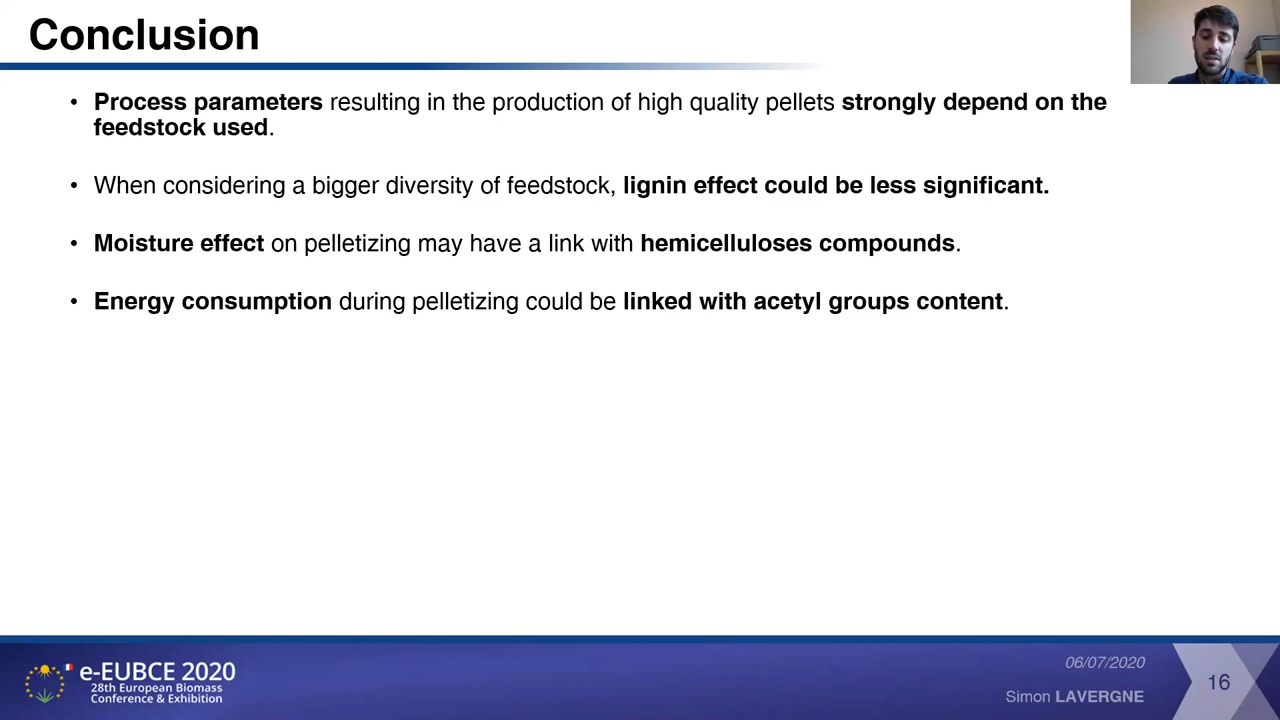 Conclusion
• Process parameters resulting in the production of high quality pellets strongly depend on the
feedstock used.
• When considering a bigger diversity of feedstock, lignin effect could be less significant.
• Moisture effect on pelletizing may have a link with hemicelluloses compounds.
• Energy consumption during pelletizing could be linked with acetyl groups content.
e-EUBCE 2020
28th European Biomass
Conference & Exhibition
06/07/2020
Simon LAVERGNE
16